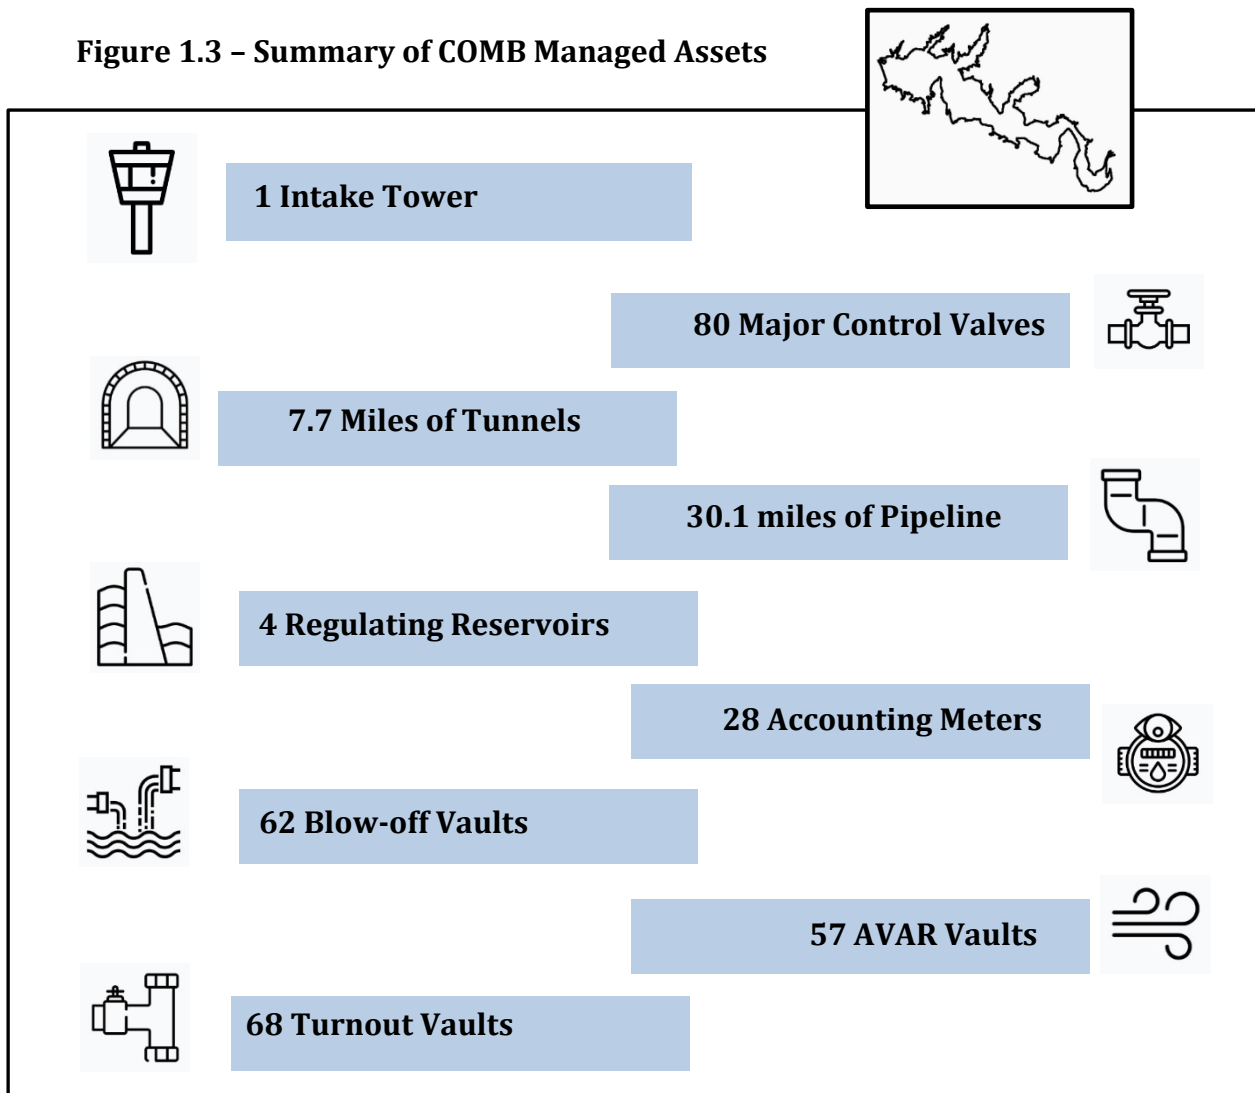 Figure 1.3 – Summary of COMB Managed Assets
1 Intake Tower
80 Major Control Valves
7.7 Miles of Tunnels
30.1 miles of Pipeline
4 Regulating Reservoirs
28 Accounting Meters
62 Blow-off Vaults
57 AVAR Vaults
68 Turnout Vaults